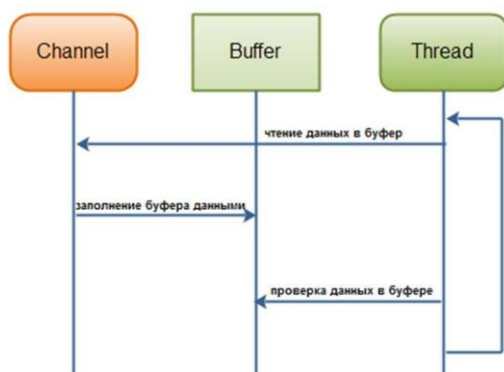 Channel
Buffer
Thread
чтение данных в буфер
заполнение буфера данными
проверка данных в буфере